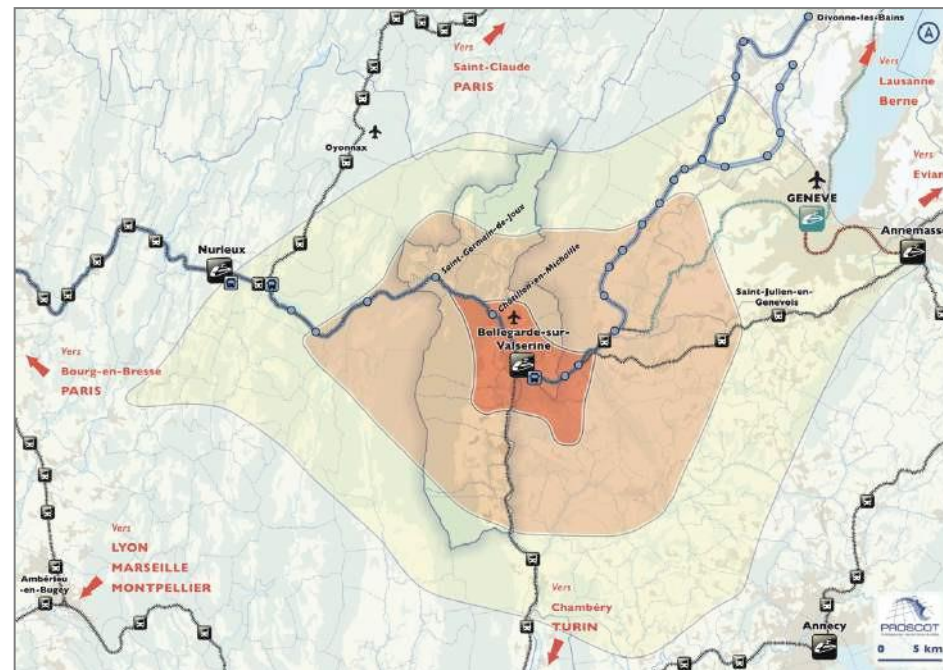 Divonne-les-Bains
A
Vers
Saint-Claude
PARIS
Vers
Lausanne
Berne
Oyonnax
Vers
Evian
GENEVE
Annemasse
Nurieux
Saint-Germain-de-Joux
Châtillon-en-Michaille
Saint-Julien-en-
Genevois
Bellegarde-sur-
Valserine
Vers
Bourg-en-Bresse
PARIS
Vers
LYON
MARSEILLE
MONTPELLIER
Ambérieu
-en-Bugey
Vers
Chambéry
TURIN
Annecy
PROSCOT
0 5 km